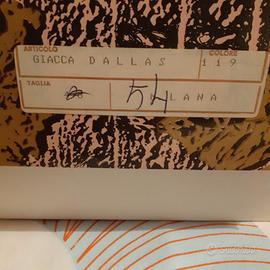 ARTICOLO COLORE
GIACCA DALLAS 119
TAGLIA
54 LANA